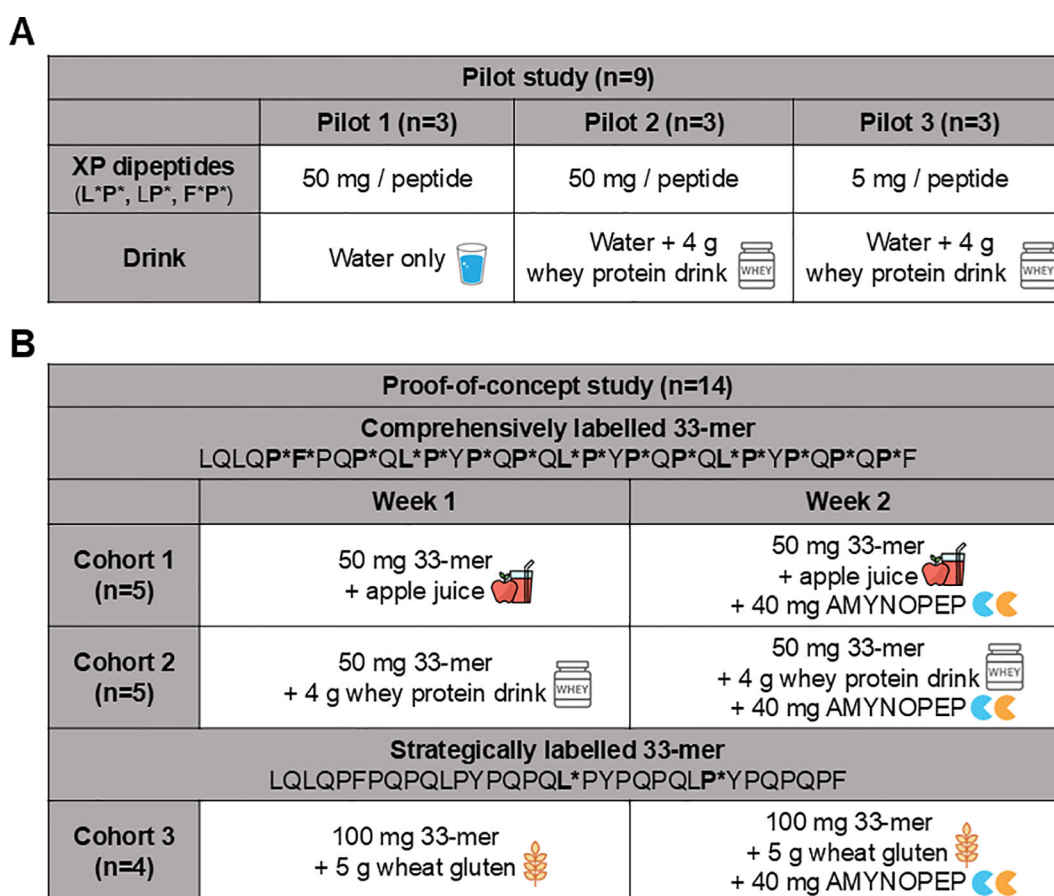 A
Pilot study (n=9)
Pilot 1 (n=3) Pilot 2 (n=3) Pilot 3 (n=3)
XP dipeptides
(L*P*, LP*, F*P*)
50 mg / peptide 50 mg / peptide 5 mg / peptide
Drink
Water only
Water + 4 g
whey protein drink
WHEY
Water + 4 g
whey protein drink
WHEY
B
Proof-of-concept study (n=14)
Comprehensively labelled 33-mer
LQLQP*F*PQP*QL*P*YP*QP*QL*P*YP*QP*QL*P*YP*QP*QP*F
Week 1 Week 2
Cohort 1
(n=5)
50 mg 33-mer
+ apple juice
50 mg 33-mer
+ apple juice
+ 40 mg AMYNOPEP
Cohort 2
(n=5)
50 mg 33-mer
+ 4 g whey protein drink
WHEY
50 mg 33-mer
+ 4 g whey protein drink
WHEY
+ 40 mg AMYNOPEP
Strategically labelled 33-mer
LQLQPFPQPQLPYPQPQL*PYPQPQLP*YPQPQPF
Cohort 3
(n=4)
100 mg 33-mer
+ 5 g wheat gluten
100 mg 33-mer
+ 5 g wheat gluten
+ 40 mg AMYNOPEP